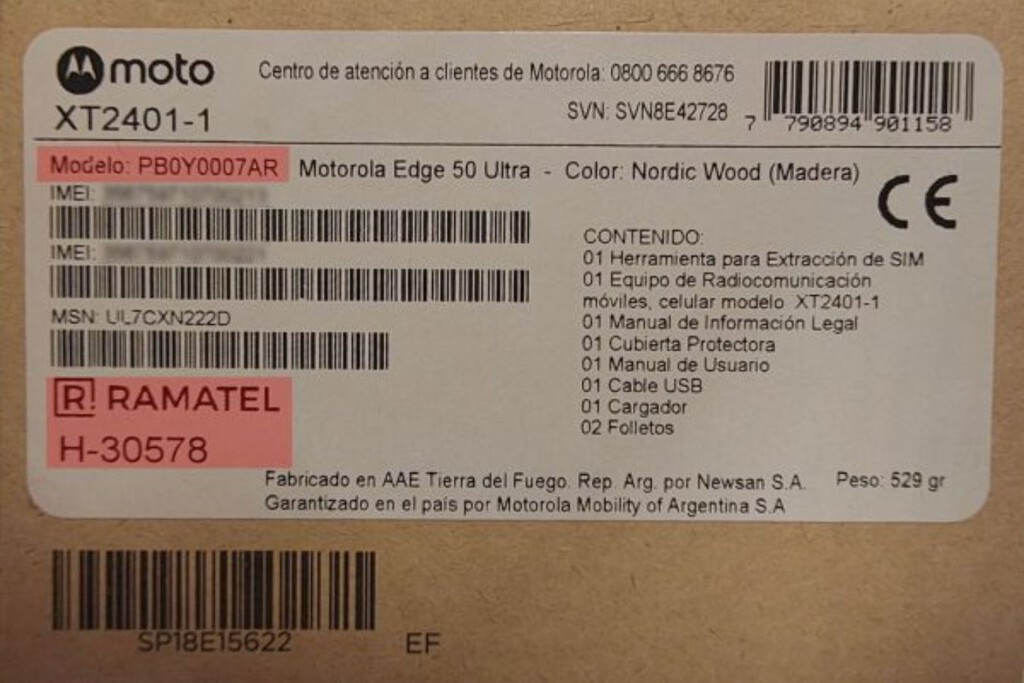 moto
Centro de atención a clientes de Motorola: 0800 666 8676
XT2401-1
SVN: SVN8E42728
7 790894 901158
Modelo: PB0Y0007AR Motorola Edge 50 Ultra - Color: Nordic Wood (Madera)
IMEI:
CE
IMEI:
MSN: UL7CXN222D
CONTENIDO:
01 Herramienta para Extracción de SIM
01 Equipo de Radiocomunicación
móviles, celular modelo XT2401-1
01 Manual de Información Legal
01 Cubierta Protectora
01 Manual de Usuario
01 Cable USB
01 Cargador
02 Folletos
R! RAMATEL
H-30578
Fabricado en AAE Tierra del Fuego. Rep. Arg. por Newsan S.A. Peso: 529 gr
Garantizado en el país por Motorola Mobility of Argentina S.A
SP18E15622
EF